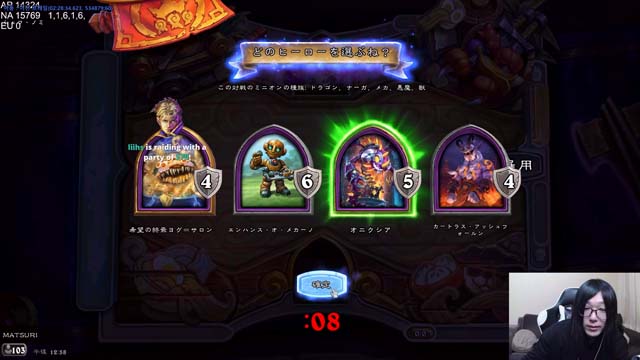 AP 14324
NA 15769 1,1,6,1,6,
EU 0
どのヒーローを選ぶね?
この対戦のミニオンの種族: ドラゴン、ナーガ、メカ、悪魔、獣
liihs is raiding with a
party of
4
6
5
4
用
希望の終焉ヨグ=サロン
エンハンス・オ・メカーノ
オニクシア
カートラス・アッシュフォールン
確定
:08
MATSURI
103
午後 12:38